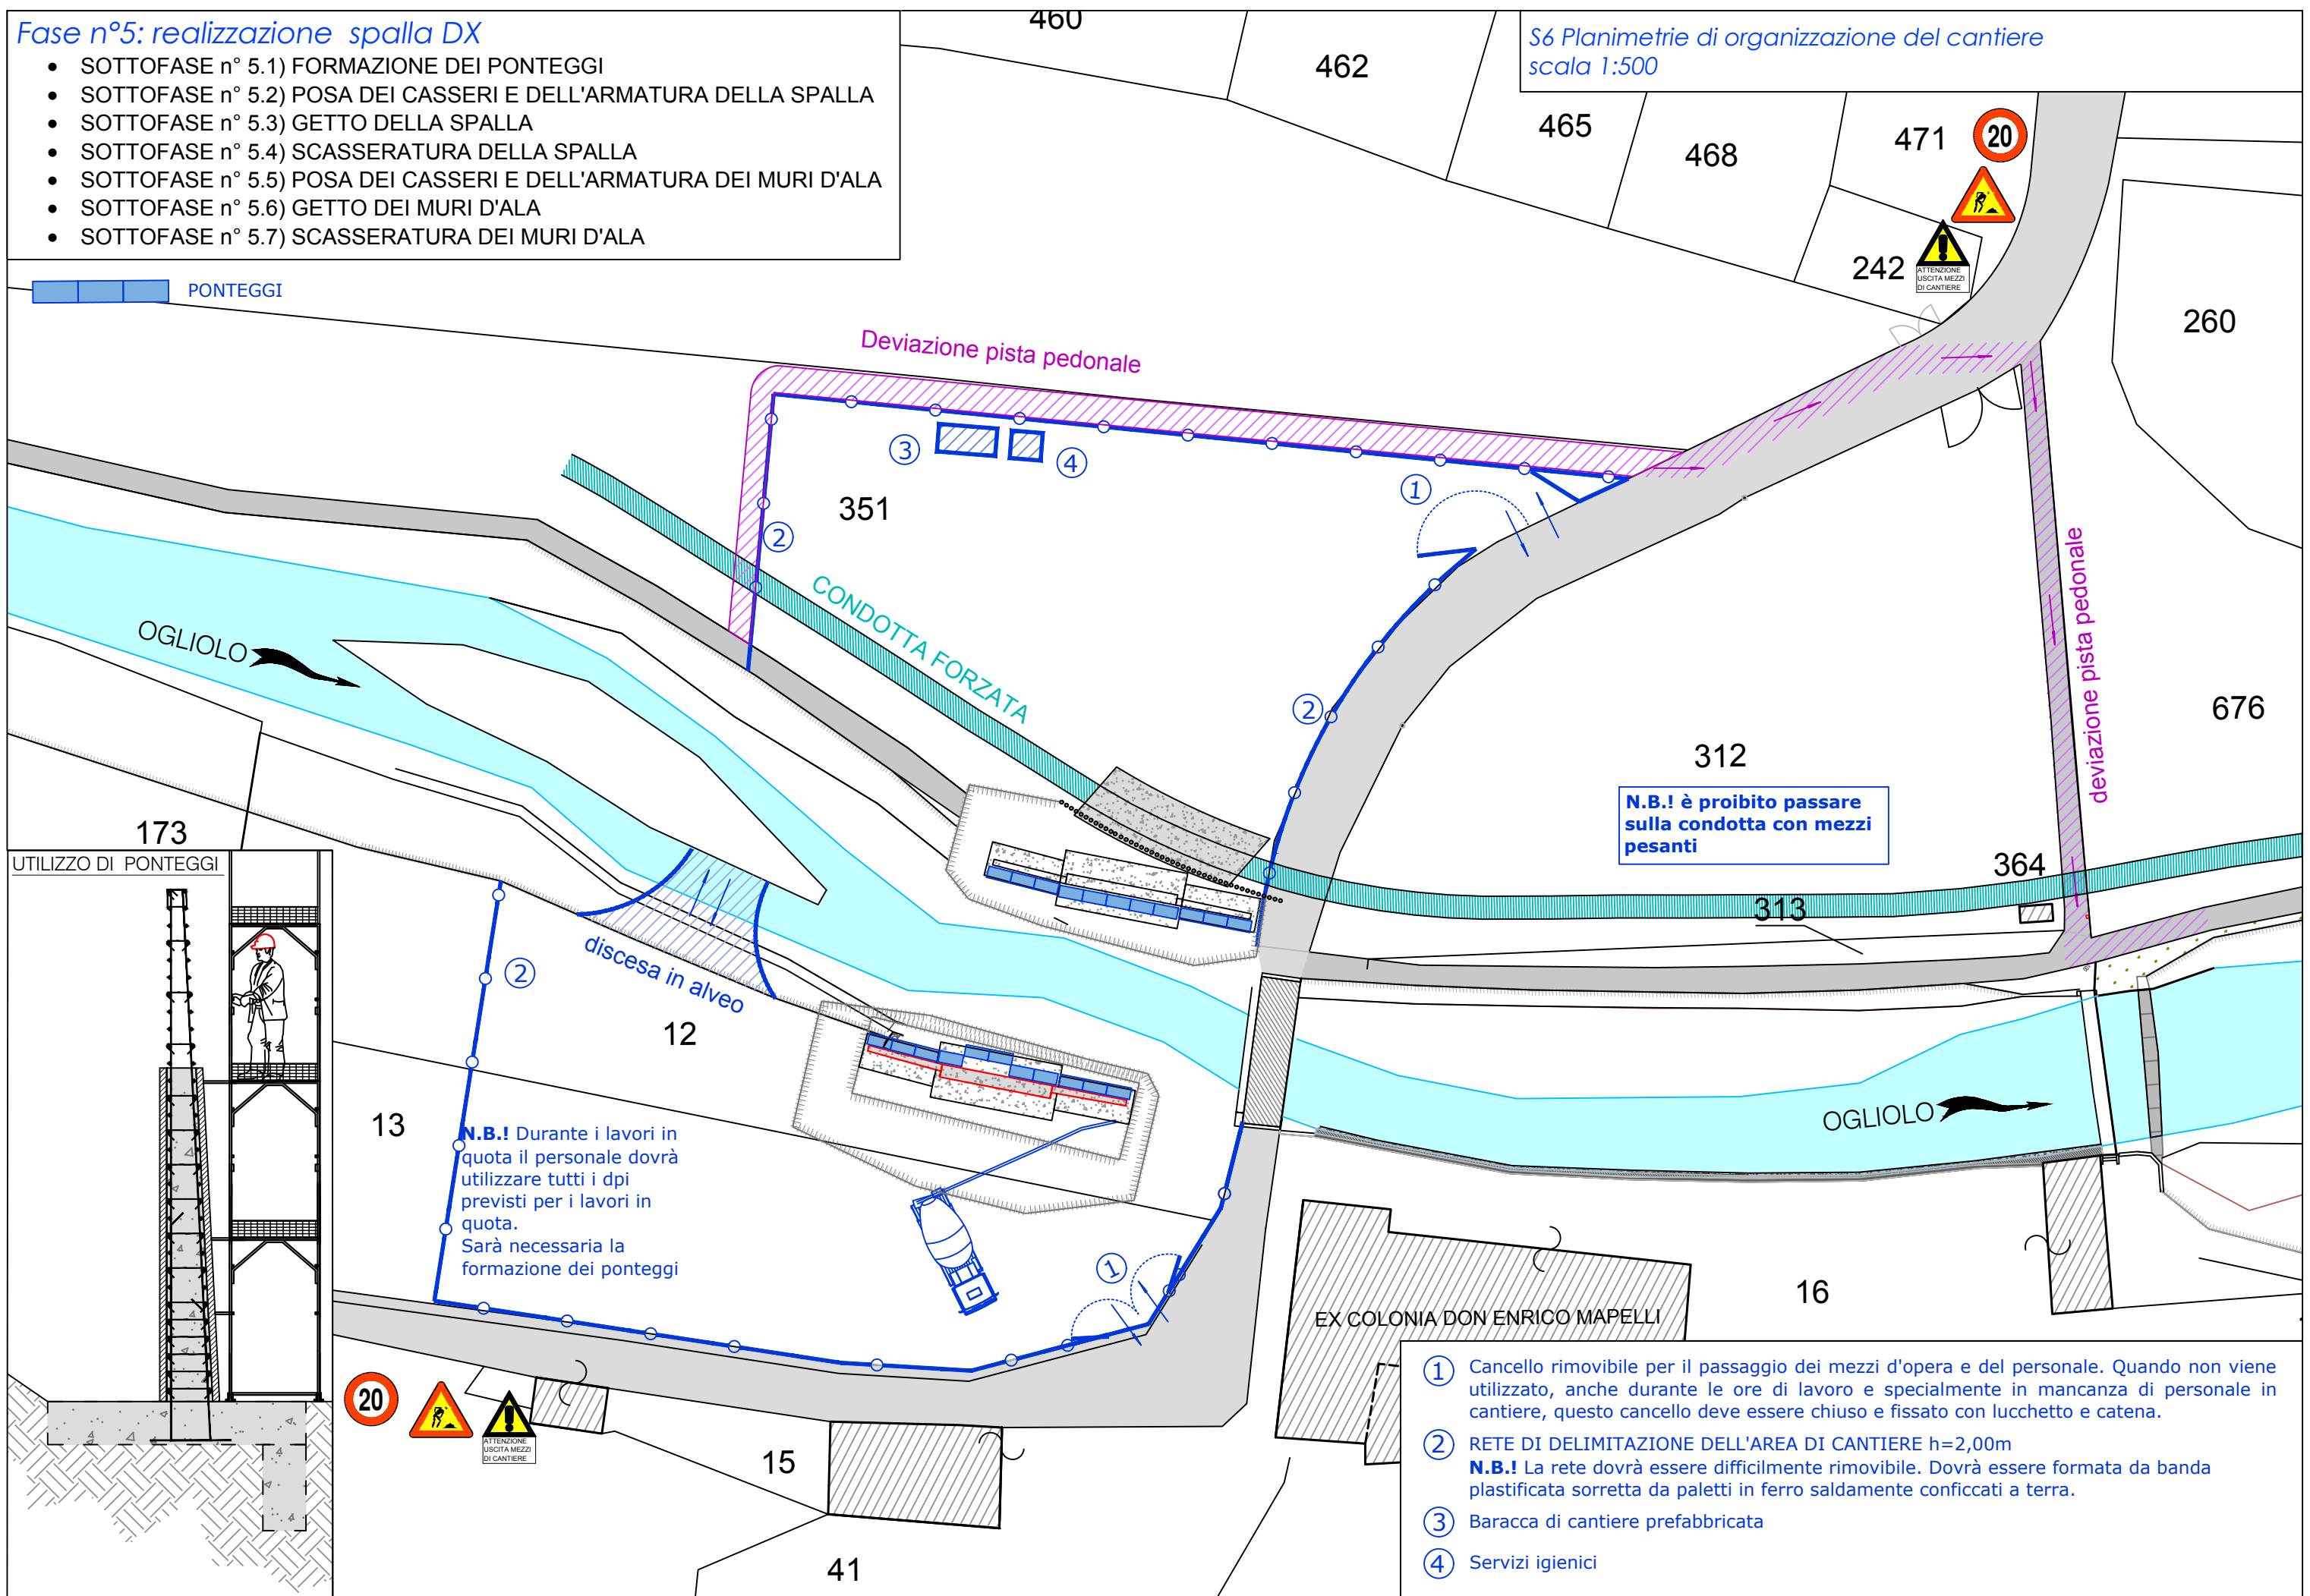 Fase n°5: realizzazione spalla DX
• SOTTOFASE n° 5.1) FORMAZIONE DEI PONTEGGI
• SOTTOFASE n° 5.2) POSA DEI CASSERI E DELL'ARMATURA DELLA SPALLA
• SOTTOFASE n° 5.3) GETTO DELLA SPALLA
• SOTTOFASE n° 5.4) SCASSERATURA DELLA SPALLA
• SOTTOFASE n° 5.5) POSA DEI CASSERI E DELL'ARMATURA DEI MURI D'ALA
• SOTTOFASE n° 5.6) GETTO DEI MURI D'ALA
• SOTTOFASE n° 5.7) SCASSERATURA DEI MURI D'ALA
PONTEGGI
460
462
S6 Planimetrie di organizzazione del cantiere
scala 1:500
465
468
471
20
242
ATTENZIONE
USCITA MEZZI
DI CANTIERE
260
Deviazione pista pedonale
3
4
1
351
2
CONDOTTA FORZATA
OGLIOLO
2
deviazione pista pedonale
676
312
N.B.! è proibito passare
sulla condotta con mezzi
pesanti
364
313
173
UTILIZZO DI PONTEGGI
2
discesa in alveo
12
13
N.B.! Durante i lavori in
quota il personale dovrà
utilizzare tutti i dpi
previsti per i lavori in
quota.
Sarà necessaria la
formazione dei ponteggi
1
OGLIOLO
16
EX COLONIA DON ENRICO MAPELLI
20
ATTENZIONE
USCITA MEZZI
DI CANTIERE
15
41
1 Cancello rimovibile per il passaggio dei mezzi d'opera e del personale. Quando non viene
utilizzato, anche durante le ore di lavoro e specialmente in mancanza di personale in
cantiere, questo cancello deve essere chiuso e fissato con lucchetto e catena.
2 RETE DI DELIMITAZIONE DELL'AREA DI CANTIERE h=2,00m
N.B.! La rete dovrà essere difficilmente rimovibile. Dovrà essere formata da banda
plastificata sorretta da paletti in ferro saldamente conficcati a terra.
3 Baracca di cantiere prefabbricata
4 Servizi igienici